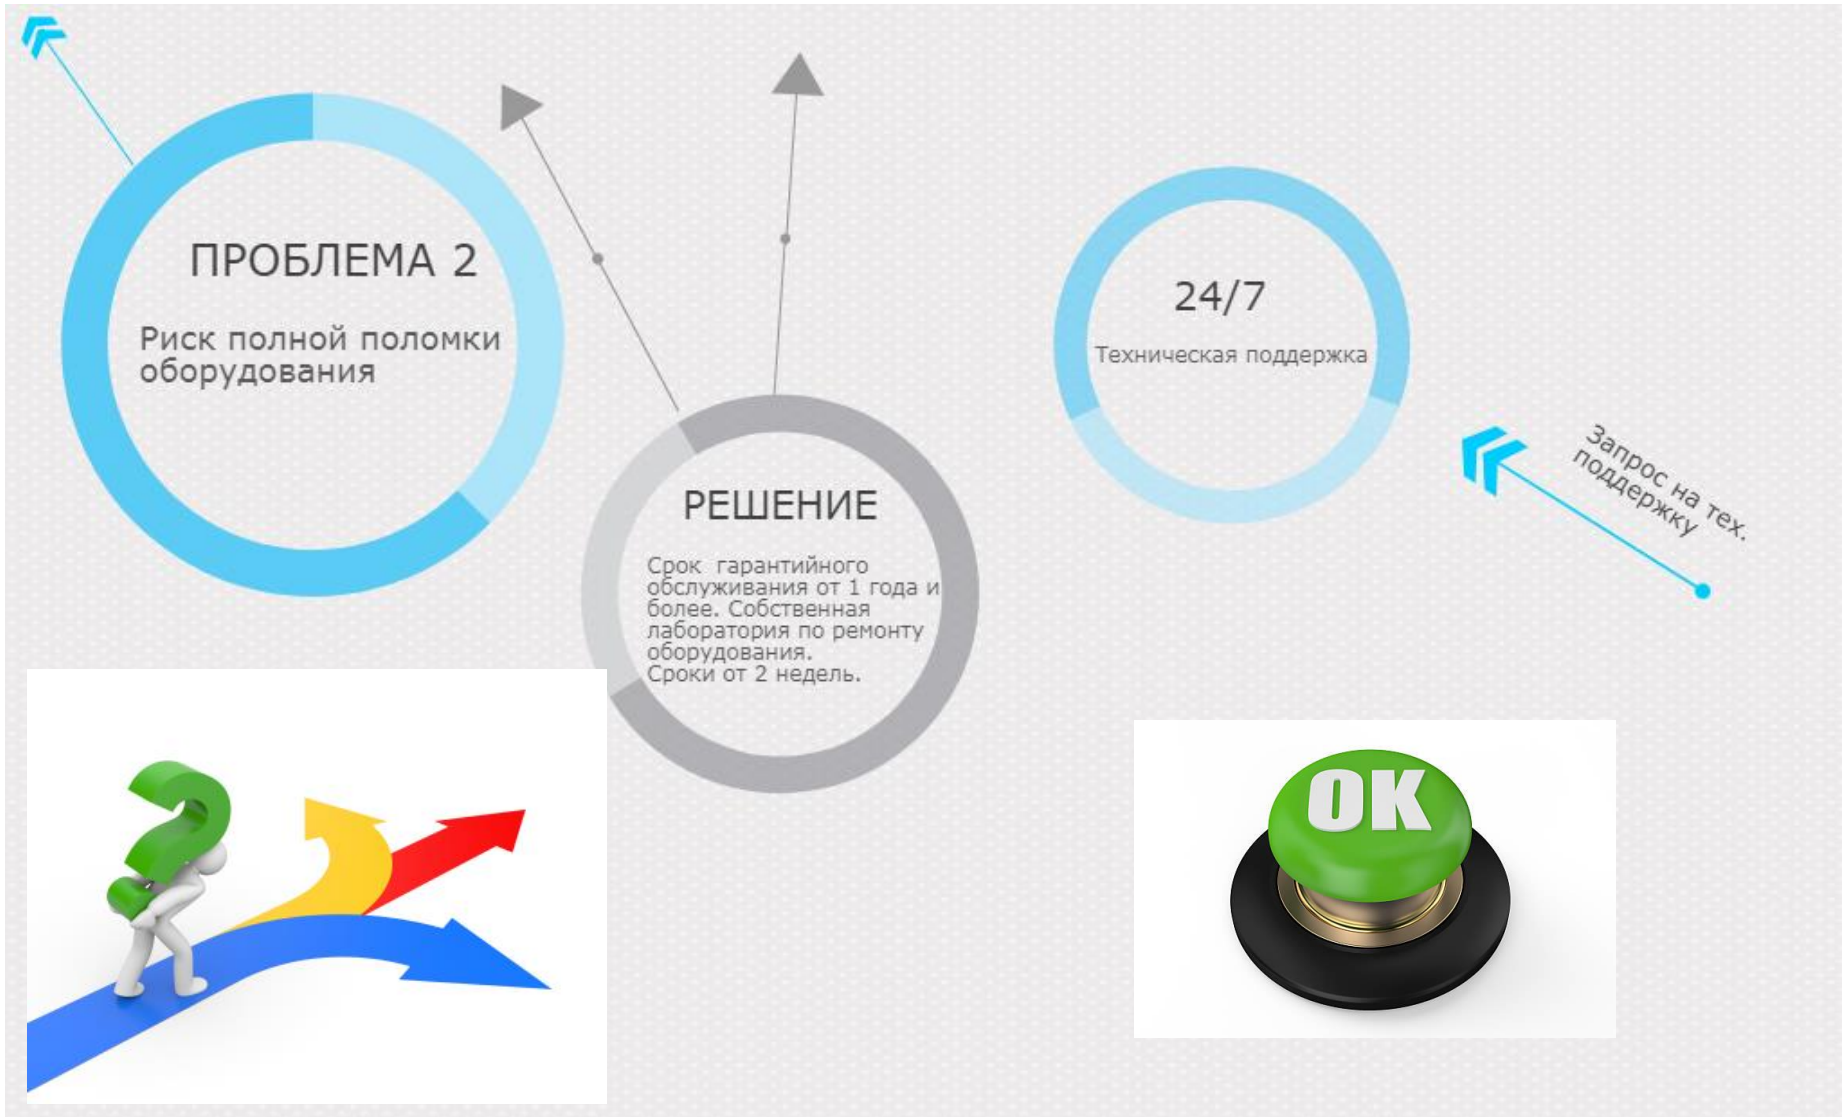 ПРОБЛЕМА 2
Риск полной поломки
оборудования
РЕШЕНИЕ
Срок гарантийного
обслуживания от 1 года и
более. Собственная
лаборатория по ремонту
оборудования.
Сроки от 2 недель.
24/7
Техническая поддержка
Запрос на тех.
поддержку
OK